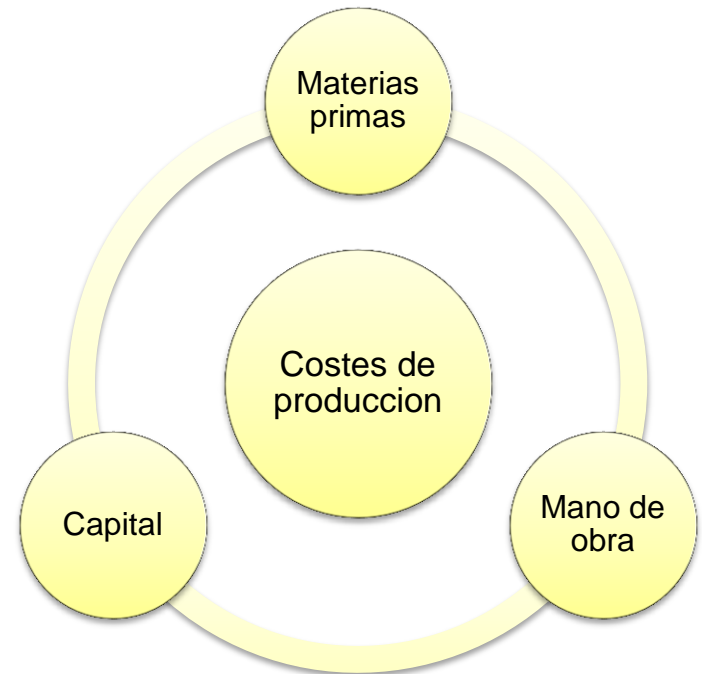 Materias
primas
Costes de
produccion
Capital
Mano de
obra